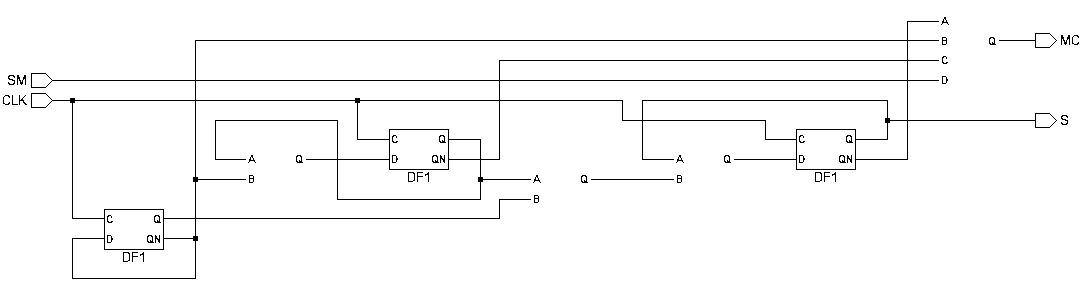 A
B Q MC
C
SM D
CLK
S
C Q C Q
A Q D QN A Q D QN
DF1 DF1
B A Q B
B
C Q
D QN
DF1